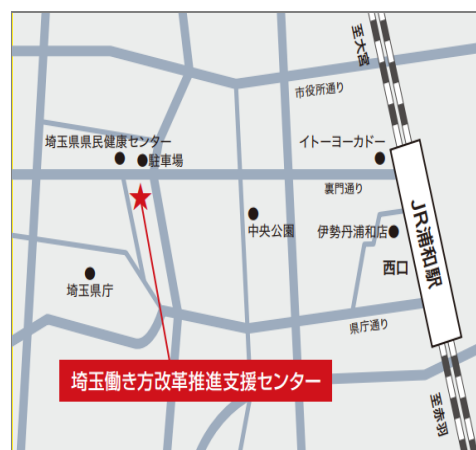 至大宮
市役所通り
埼玉県県民健康センター
駐車場
イトーヨーカドー
裏門通り
JR浦和駅
中央公園
伊勢丹浦和店
西口
埼玉県庁
県庁通り
埼玉働き方改革推進支援センター
至赤羽